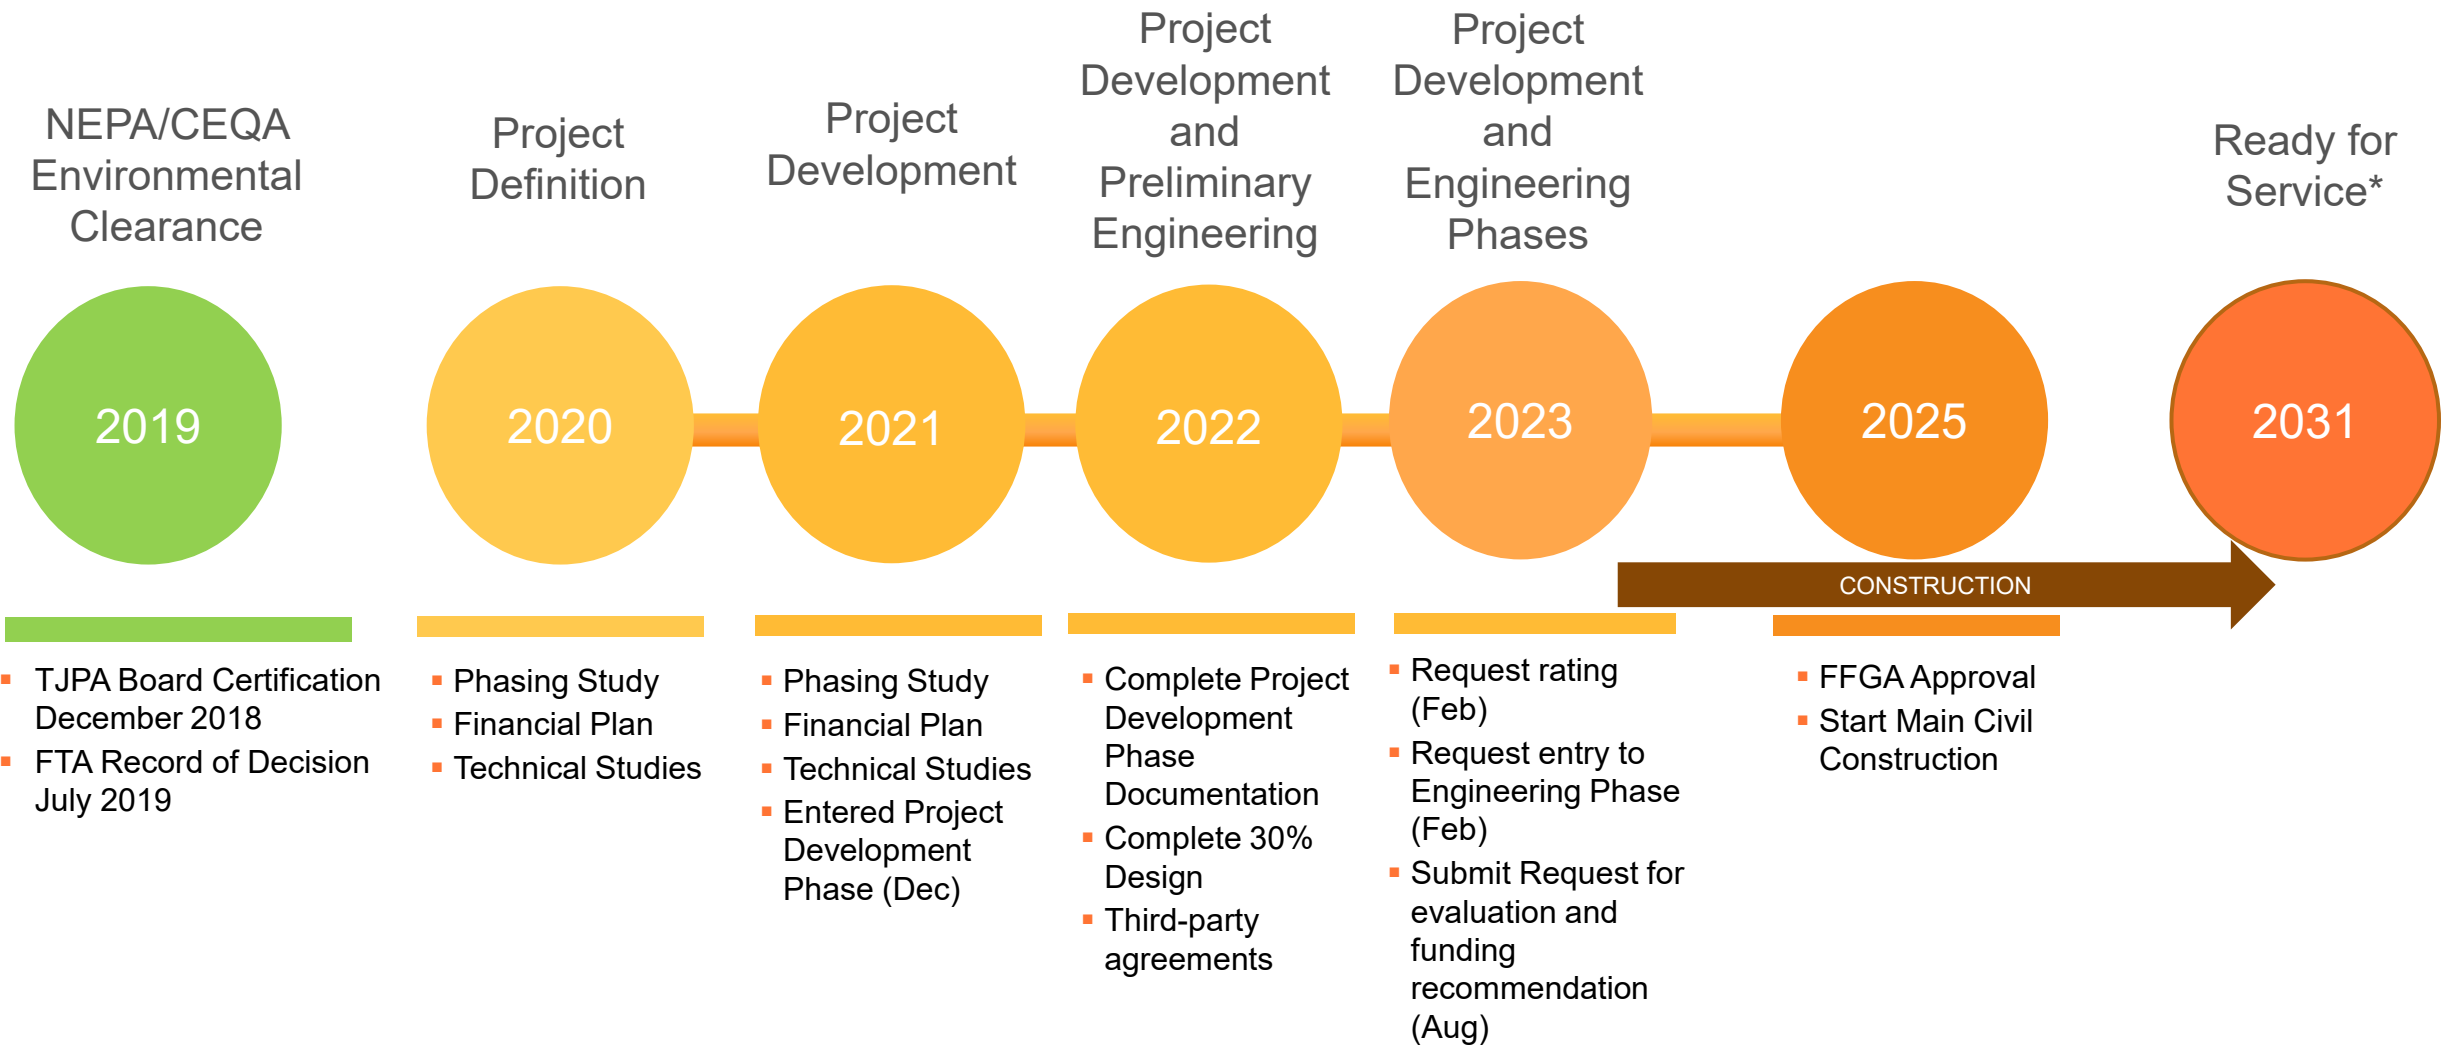 NEPA/CEQA
Environmental
Clearance
Project
Definition
Project
Development
Project
Development
and
Preliminary
Engineering
Project
Development
and
Engineering
Phases
Ready for
Service*
2019
2020
2021
2022
2023
2025
2031
CONSTRUCTION
▪ TJPA Board Certification
December 2018
▪ FTA Record of Decision
July 2019
▪ Phasing Study
▪ Financial Plan
▪ Technical Studies
▪ Phasing Study
▪ Financial Plan
▪ Technical Studies
▪ Entered Project
Development
Phase (Dec)
▪ Complete Project
Development
Phase
Documentation
▪ Complete 30%
Design
▪ Third-party
agreements
▪ Request rating
(Feb)
▪ Request entry to
Engineering Phase
(Feb)
▪ Submit Request for
evaluation and
funding
recommendation
(Aug)
▪ FFGA Approval
▪ Start Main Civil
Construction